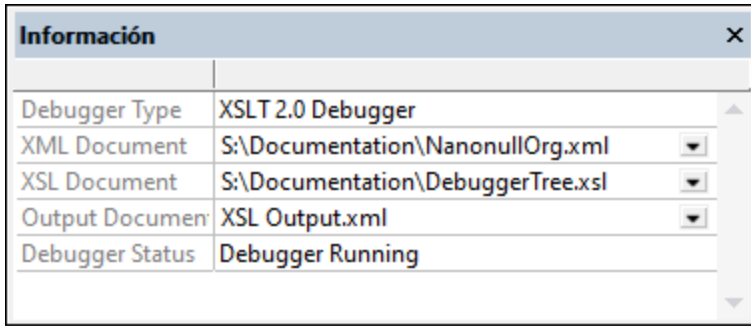 Información
Debugger Type XSLT 2.0 Debugger
XML Document S:\Documentation\NanonullOrg.xml
XSL Document S:\Documentation\DebuggerTree.xsl
Output Documen XSL Output.xml
Debugger Status Debugger Running